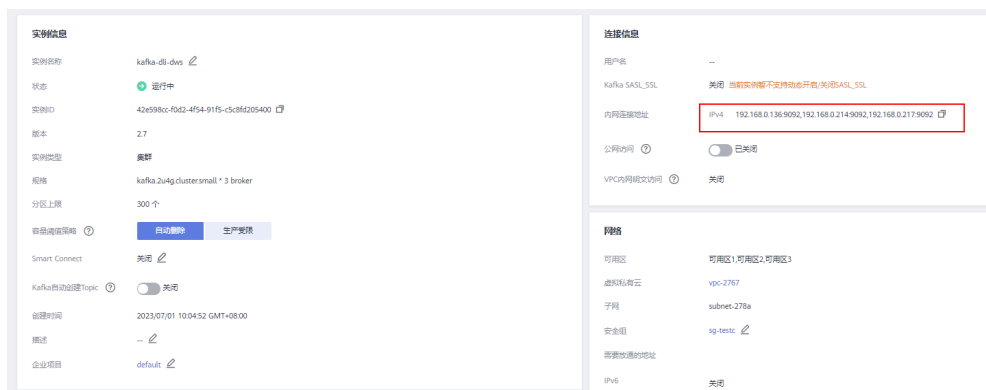 实例信息
实例名称 kafka-dli-dws
状态 运行中
实例ID 42e598cc-f0d2-4f54-91f5-c5c8fd205400
版本 2.7
实例类型 集群
规格 kafka.2u4g.cluster.small * 3 broker
分区上限 300 个
容量阈值策略 自动删除 生产受限
Smart Connect 关闭
Kafka自动创建Topic 关闭
创建时间 2023/07/01 10:04:52 GMT+08:00
描述 --
企业项目 default
连接信息
用户名 --
Kafka SASL_SSL 关闭 当前实例暂不支持动态开启/关闭SASL_SSL
内网连接地址 IPv4 192.168.0.136:9092,192.168.0.214:9092,192.168.0.217:9092
公网访问 已关闭
VPC内网明文访问 关闭
网络
可用区 可用区1,可用区2,可用区3
虚拟私有云 vpc-2767
子网 subnet-278a
安全组 sg-testc
需要放通的地址
IPv6 关闭